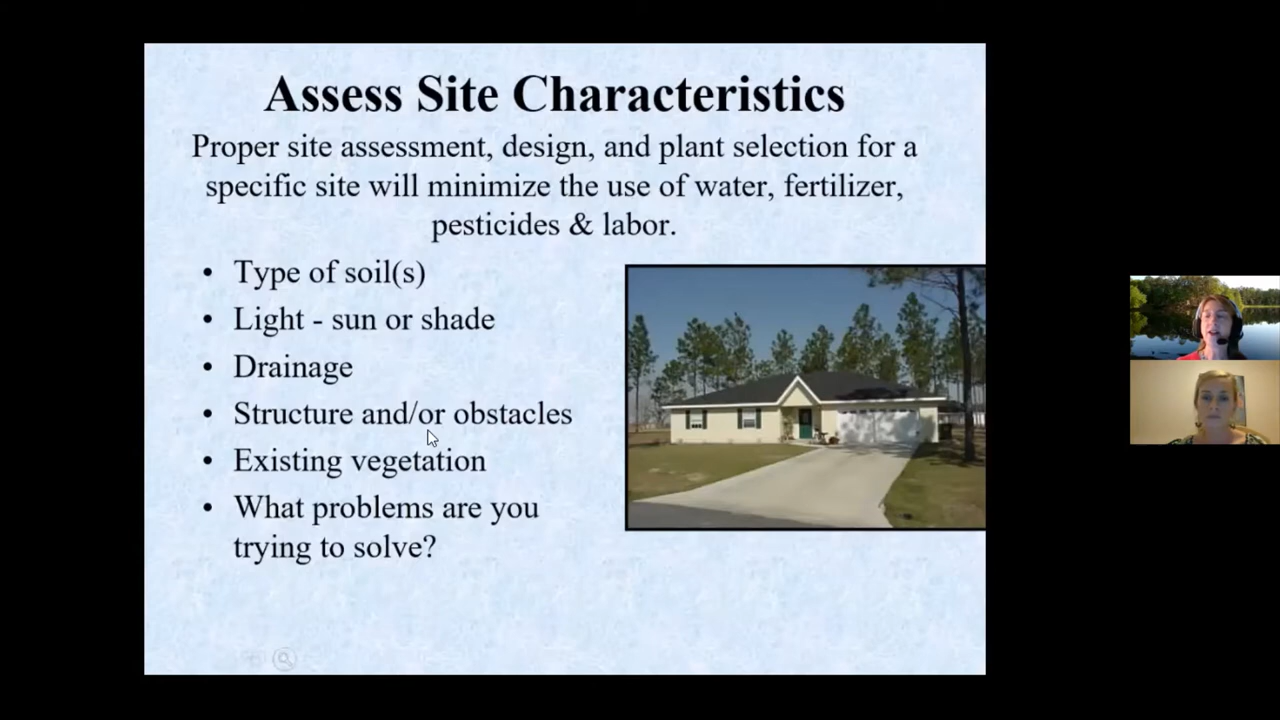 Assess Site Characteristics
Proper site assessment, design, and plant selection for a
specific site will minimize the use of water, fertilizer,
pesticides & labor.
• Type of soil(s)
• Light - sun or shade
• Drainage
• Structure and/or obstacles
• Existing vegetation
• What problems are you
trying to solve?